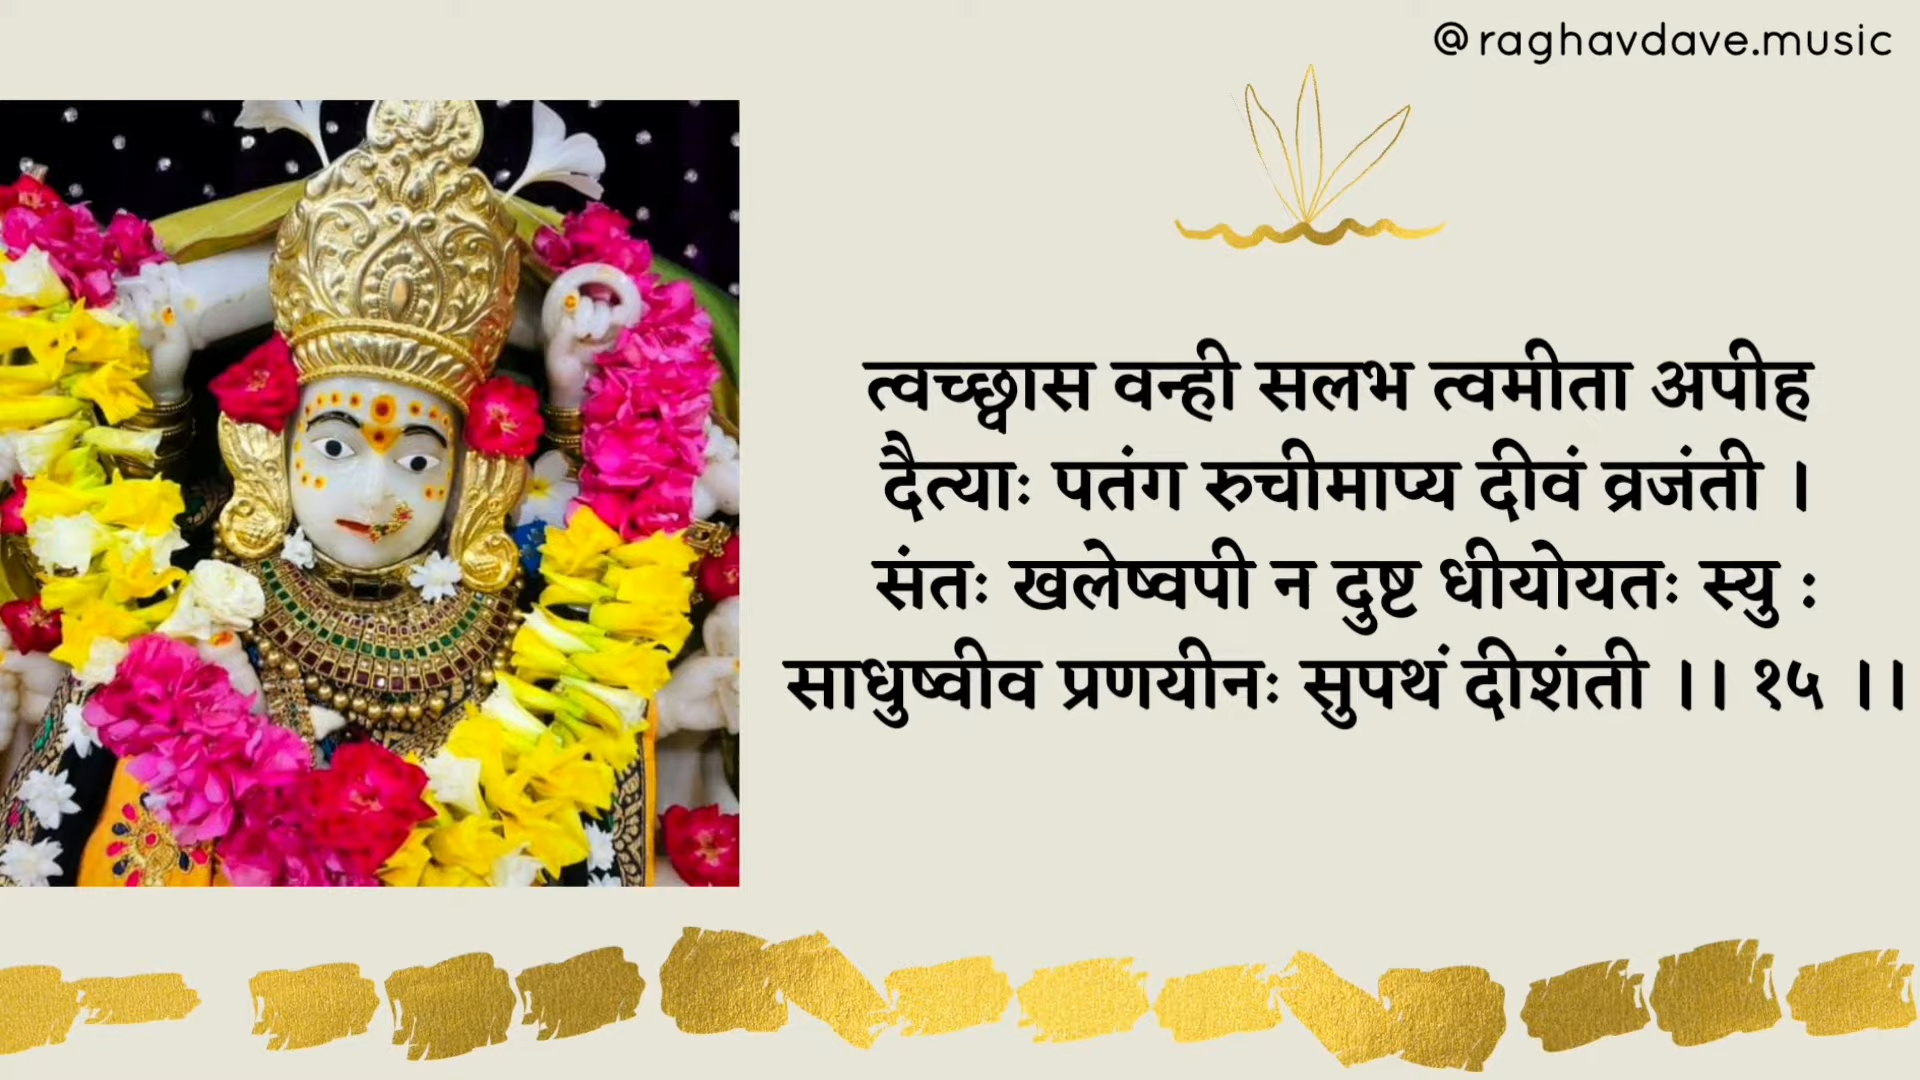 @raghavdave.music
त्वच्छ्वास वन्ही सलभ त्वमीता अपीह
दैत्याः पतंग रुचीमाप्य दीवं व्रजंती ।
संतः खलेष्वपी न दुष्ट धीयोयतः स्यु :
साधुष्वीव प्रणयीनः सुपथं दीशंती ।। १५ ।।